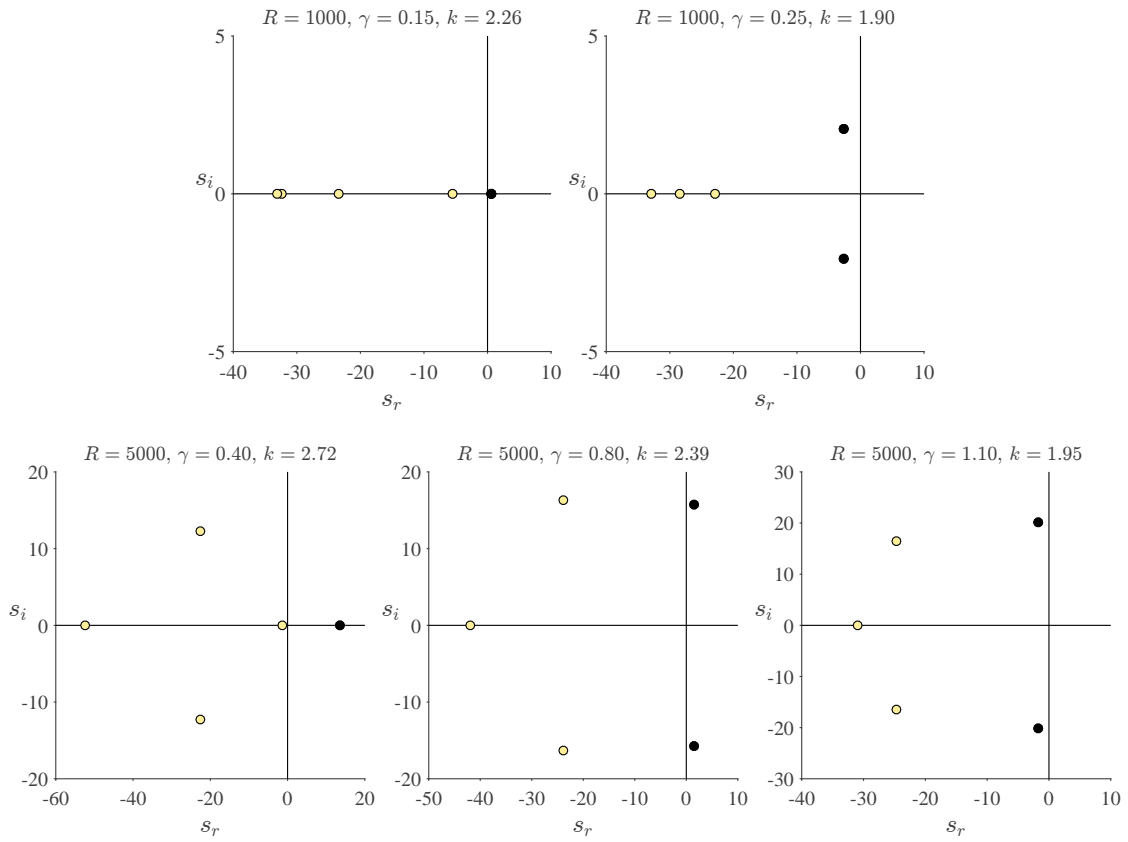 R = 1000, γ = 0.15, k = 2.26
5
s_i
0
-5
-40 -30 -20 -10 0 10
s_r
R = 1000, γ = 0.25, k = 1.90
5
s_i
0
-5
-40 -30 -20 -10 0 10
s_r
R = 5000, γ = 0.40, k = 2.72
20
10
s_i
0
-10
-20
-60 -40 -20 0 20
s_r
R = 5000, γ = 0.80, k = 2.39
20
10
s_i
0
-10
-20
-50 -40 -30 -20 -10 0 10
s_r
R = 5000, γ = 1.10, k = 1.95
30
20
10
s_i
0
-10
-20
-30
-40 -30 -20 -10 0 10
s_r